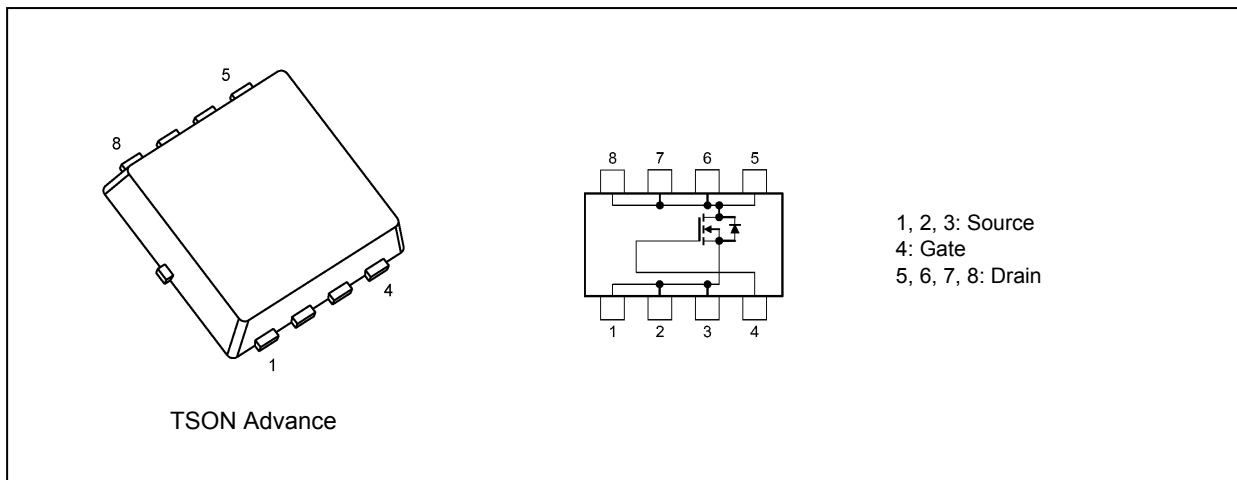 5
8
4
1
TSON Advance
8 7 6 5
1 2 3 4
1, 2, 3: Source
4: Gate
5, 6, 7, 8: Drain